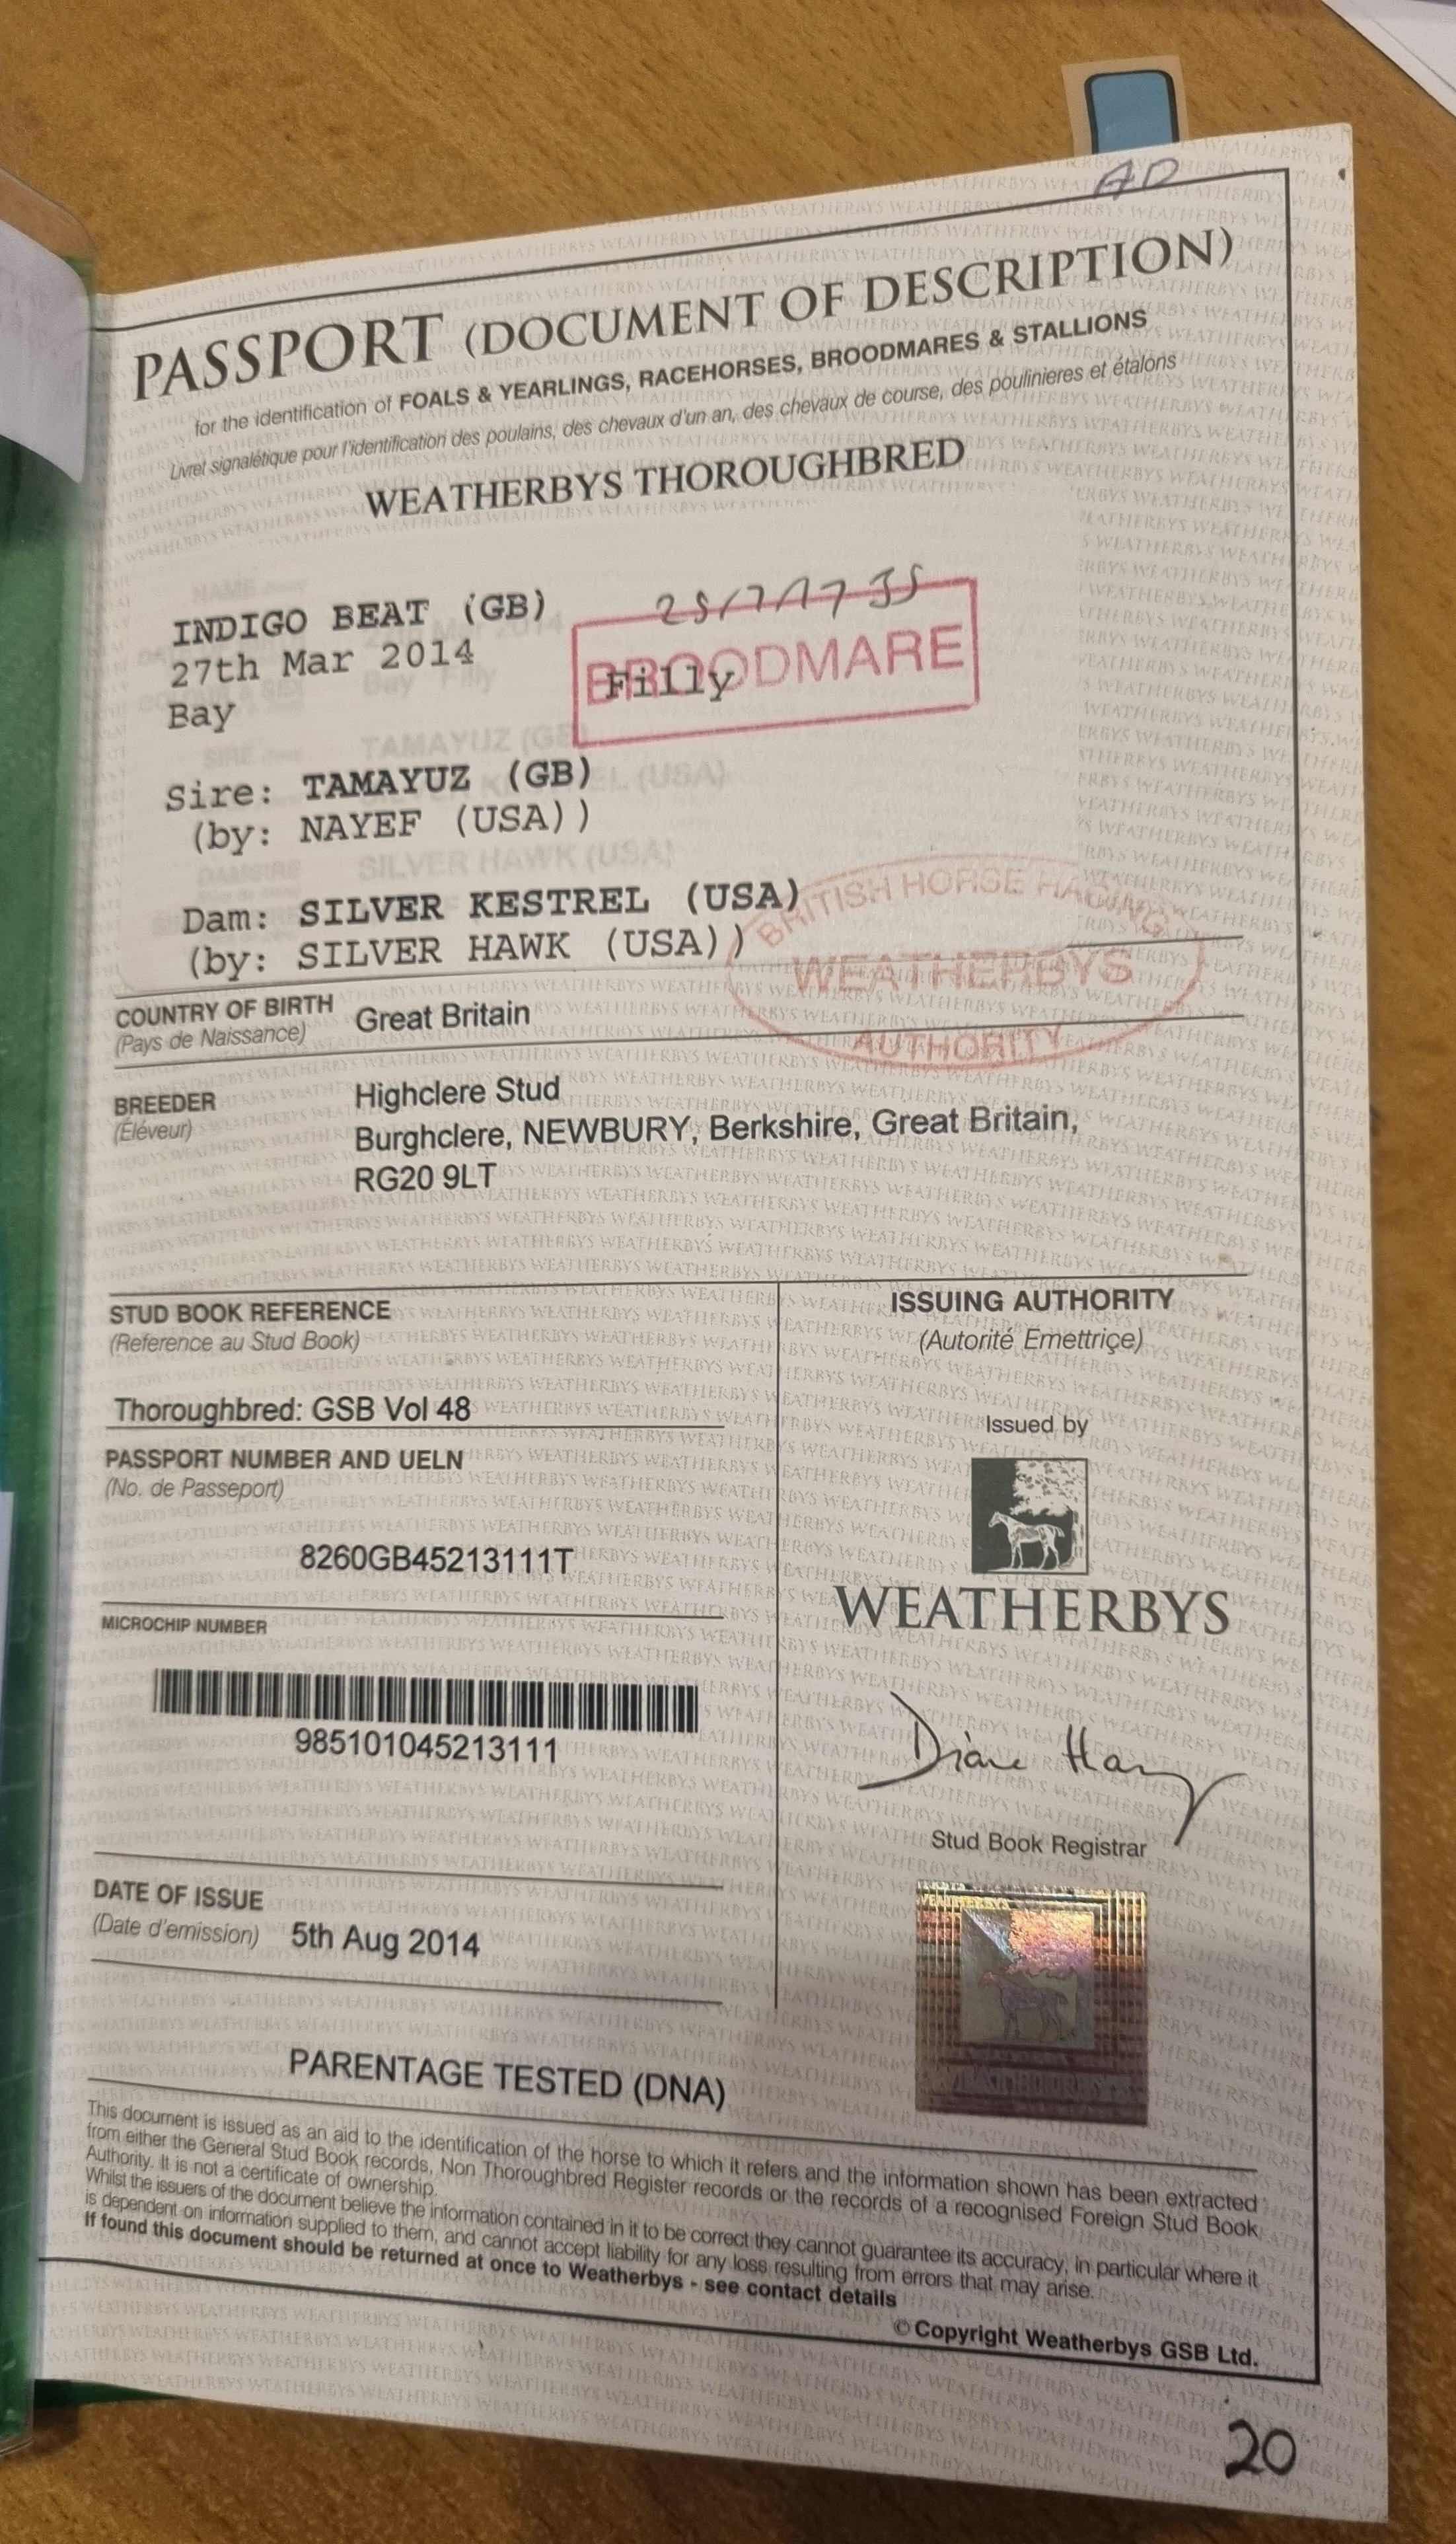 AD
PASSPORT (DOCUMENT OF DESCRIPTION)
for the identification of FOALS & YEARLINGS, RACEHORSES, BROODMARES & STALLIONS
Livret signalétique pour l'identification des poulains, des chevaux d'un an, des chevaux de course, des poulinieres et étalons
WEATHERBYS THOROUGHBRED
INDIGO BEAT (GB)
27th Mar 2014
Filly
BROODMARE
Bay
Sire: TAMAYUZ (GB)
(by: NAYEF (USA))
Dam: SILVER KESTREL (USA)
(by: SILVER HAWK (USA))
BRITISH HORSE RACING
WEATHERBYS
AUTHORITY
COUNTRY OF BIRTH Great Britain
(Pays de Naissance)
BREEDER Highclere Stud
(Éléveur) Burghclere, NEWBURY, Berkshire, Great Britain,
RG20 9LT
STUD BOOK REFERENCE
(Reference au Stud Book)
Thoroughbred: GSB Vol 48
PASSPORT NUMBER AND UELN
(No. de Passeport)
8260GB45213111T
MICROCHIP NUMBER
985101045213111
DATE OF ISSUE
(Date d'emission) 5th Aug 2014
ISSUING AUTHORITY
(Autorité Emettriçe)
Issued by
WEATHERBYS
Stud Book Registrar
WEATHERBYS
PARENTAGE TESTED (DNA)
This document is issued as an aid to the identification of the horse to which it refers and the information shown has been extracted
from either the General Stud Book records, Non Thoroughbred Register records or the records of a recognised Foreign Stud Book
Authority. It is not a certificate of ownership.
Whilst the issuers of the document believe the information contained in it to be correct they cannot guarantee its accuracy, in particular where it
is dependent on information supplied to them, and cannot accept liability for any loss resulting from errors that may arise.
If found this document should be returned at once to Weatherbys - see contact details
© Copyright Weatherbys GSB Ltd.
20